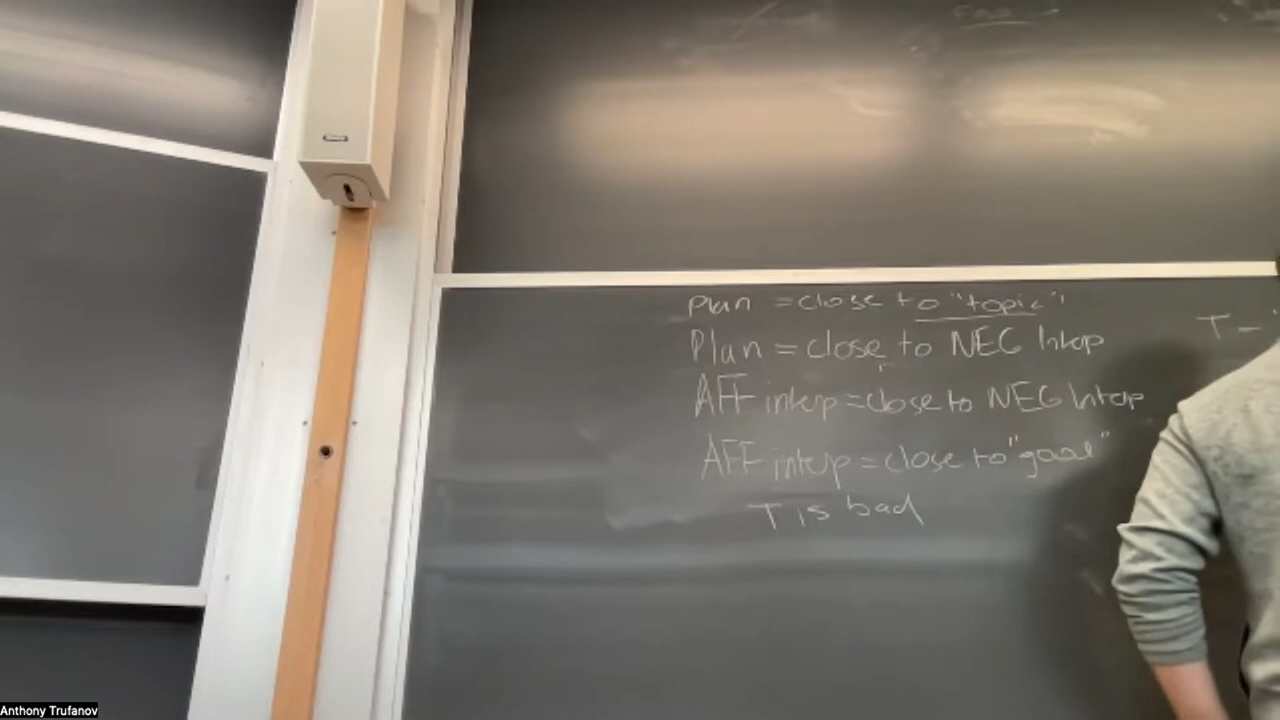 Plan = close to "topic"
Plan = close to NEG Interp
AFF interp = close to NEG Interp
AFF interp = close to "good"
T is bad
T - "
Anthony Trufanov